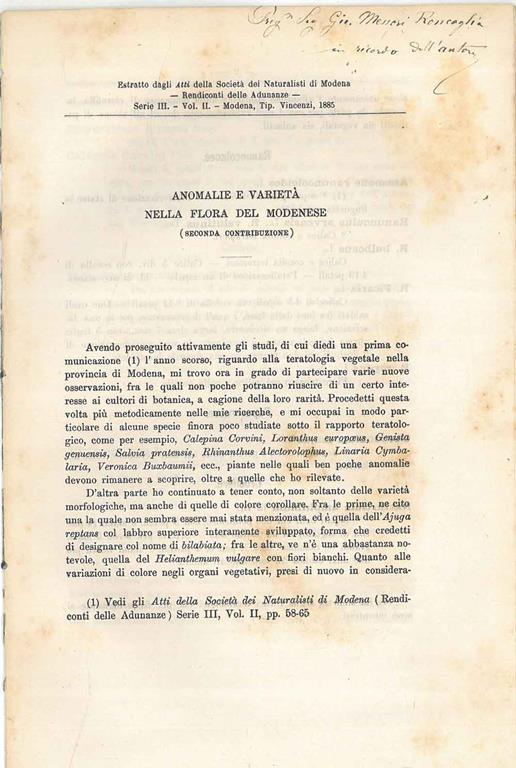 Sig. Gio. Roncaglia
in ricordo dell'autore
Estratto dagli Atti della Società dei Naturalisti di Modena
— Rendiconti delle Adunanze —
Serie III. - Vol. II. - Modena, Tip. Vincenzi, 1885
ANOMALIE E VARIETÀ
NELLA FLORA DEL MODENESE
(SECONDA CONTRIBUZIONE)
Avendo proseguito attivamente gli studi, di cui diedi una prima co-
municazione (1) l'anno scorso, riguardo alla teratologia vegetale nella
provincia di Modena, mi trovo ora in grado di partecipare varie nuove
osservazioni, fra le quali non poche potranno riuscire di un certo inte-
resse ai cultori di botanica, a cagione della loro rarità. Procedetti questa
volta più metodicamente nelle mie ricerche, e mi occupai in modo par-
ticolare di alcune specie finora poco studiate sotto il rapporto teratolo-
gico, come per esempio, Calepina Corvini, Loranthus europœus, Genista
genuensis, Salvia pratensis, Rhinanthus Alectorolophus, Linaria Cymba-
laria, Veronica Buxbaumii, ecc., piante nelle quali ben poche anomalie
devono rimanere a scoprire, oltre a quelle che ho rilevate.
D'altra parte ho continuato a tener conto, non soltanto delle varietà
morfologiche, ma anche di quelle di colore corollare. Fra le prime, ne cito
una la quale non sembra essere mai stata menzionata, ed è quella dell'Ajuga
reptans col labbro superiore interamente sviluppato, forma che credetti
di designare col nome di bilabiata; fra le altre, ve n'è una abbastanza no-
tevole, quella del Helianthemum vulgare con fiori bianchi. Quanto alle
variazioni di colore negli organi vegetativi, presi di nuovo in considera-
(1) Vedi gli Atti della Società dei Naturalisti di Modena (Rendi-
conti delle Adunanze) Serie III, Vol. II, pp. 58-65